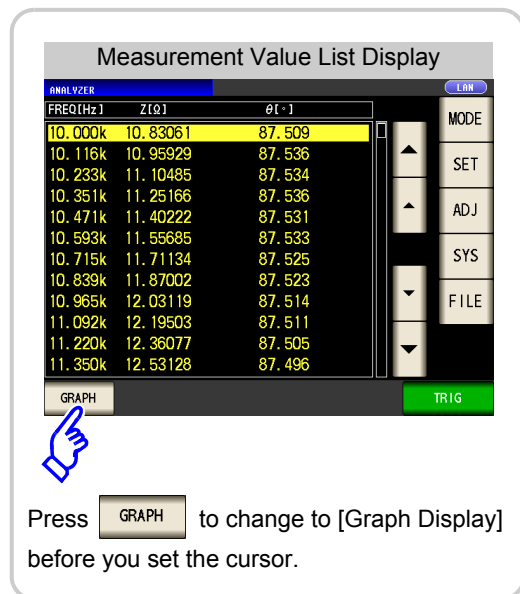 Measurement Value List Display
ANALYZER LAN
FREQ[Hz] Z[Ω] θ[°]
10.000k 10.83061 87.509
10.116k 10.95929 87.536
10.233k 11.10485 87.534
10.351k 11.25166 87.536
10.471k 11.40222 87.531
10.593k 11.55685 87.533
10.715k 11.71134 87.525
10.839k 11.87002 87.523
10.965k 12.03119 87.514
11.092k 12.19503 87.511
11.220k 12.36077 87.505
11.350k 12.53128 87.496
MODE
SET
ADJ
SYS
FILE
GRAPH TRIG
Press GRAPH to change to [Graph Display]
before you set the cursor.